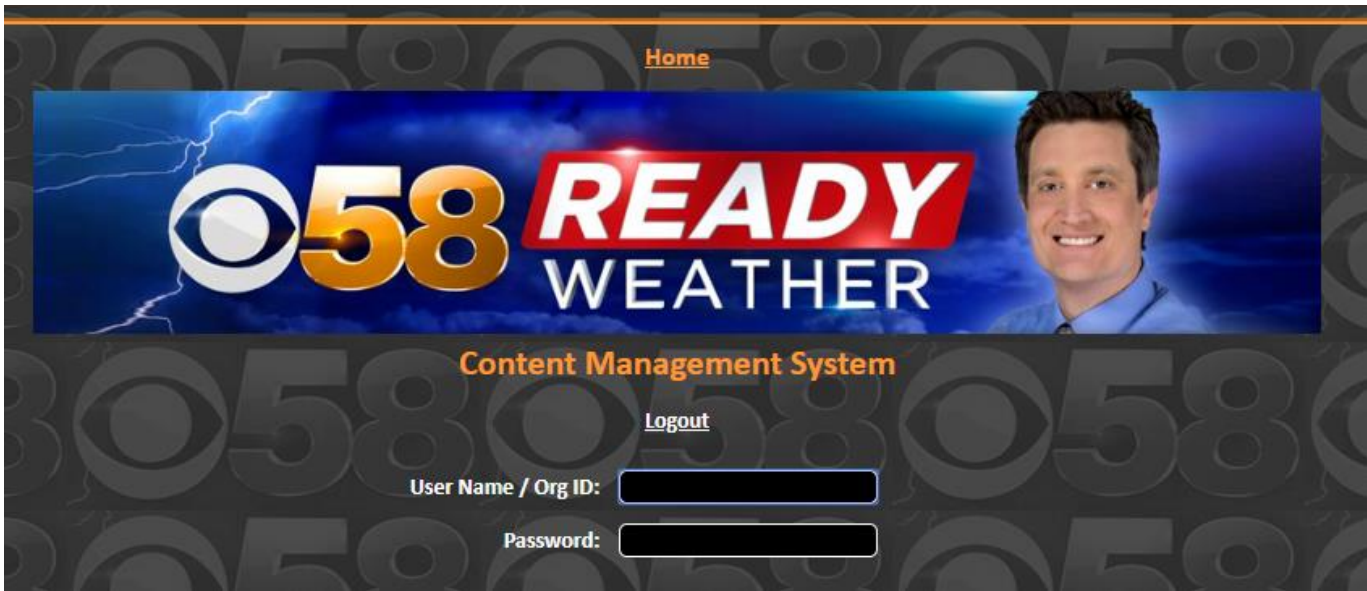 Home
58 READY
WEATHER
Content Management System
Logout
User Name / Org ID:
Password: